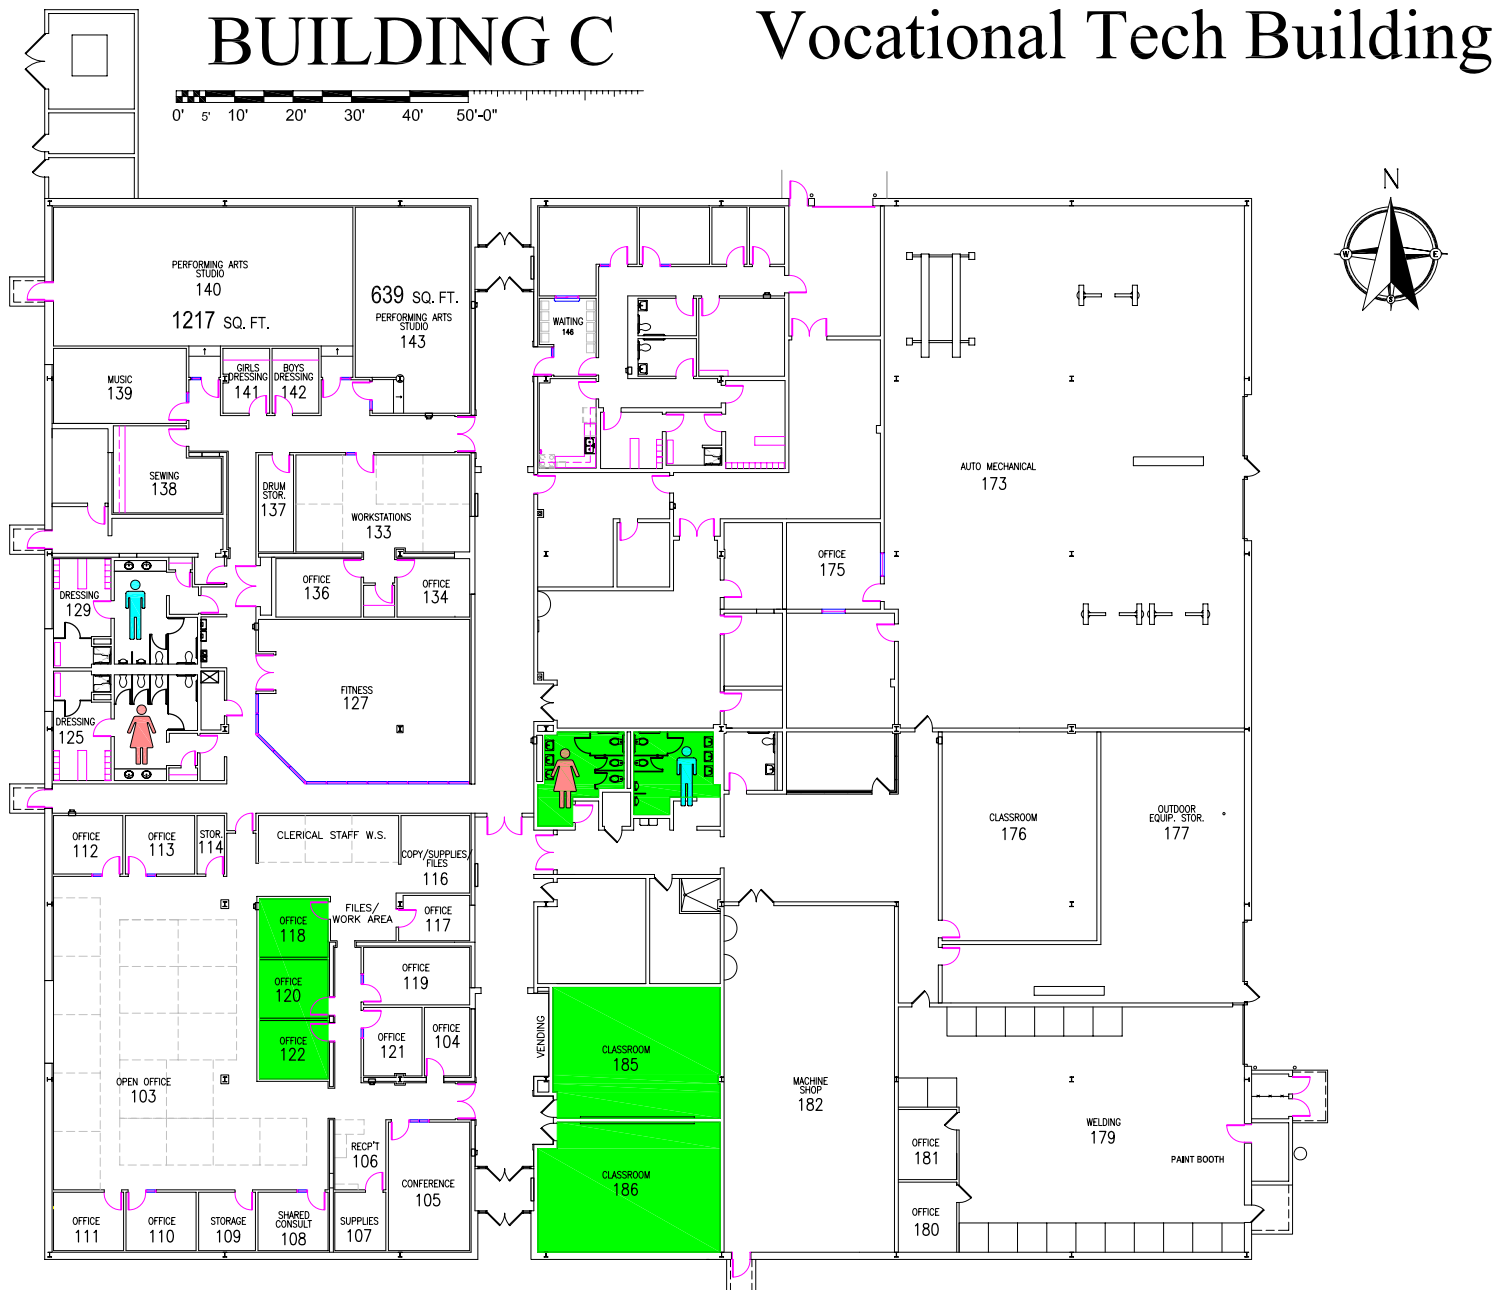 BUILDING C
Vocational Tech Building
0' 5' 10' 20' 30' 40' 50'-0"
N
W
E
S
PERFORMING ARTS
STUDIO
140
1217 SQ. FT.
639 SQ. FT.
PERFORMING ARTS
STUDIO
143
WAITING
146
MUSIC
139
GIRLS
DRESSING
141
BOYS
DRESSING
142
SEWING
138
DRUM
STOR.
137
WORKSTATIONS
133
AUTO MECHANICAL
173
OFFICE
175
OFFICE
136
OFFICE
134
DRESSING
129
FITNESS
127
DRESSING
125
OFFICE
112
OFFICE
113
STOR.
114
CLERICAL STAFF W.S.
COPY/SUPPLIES/
FILES
116
CLASSROOM
176
OUTDOOR
EQUIP. STOR.
177
OFFICE
118
FILES/
WORK AREA
OFFICE
117
OFFICE
120
OFFICE
119
OFFICE
122
OFFICE
121
OFFICE
104
VENDING
CLASSROOM
185
OPEN OFFICE
103
MACHINE
SHOP
182
WELDING
179
PAINT BOOTH
RECP'T
106
CONFERENCE
105
CLASSROOM
186
OFFICE
181
OFFICE
180
OFFICE
111
OFFICE
110
STORAGE
109
SHARED
CONSULT
108
SUPPLIES
107